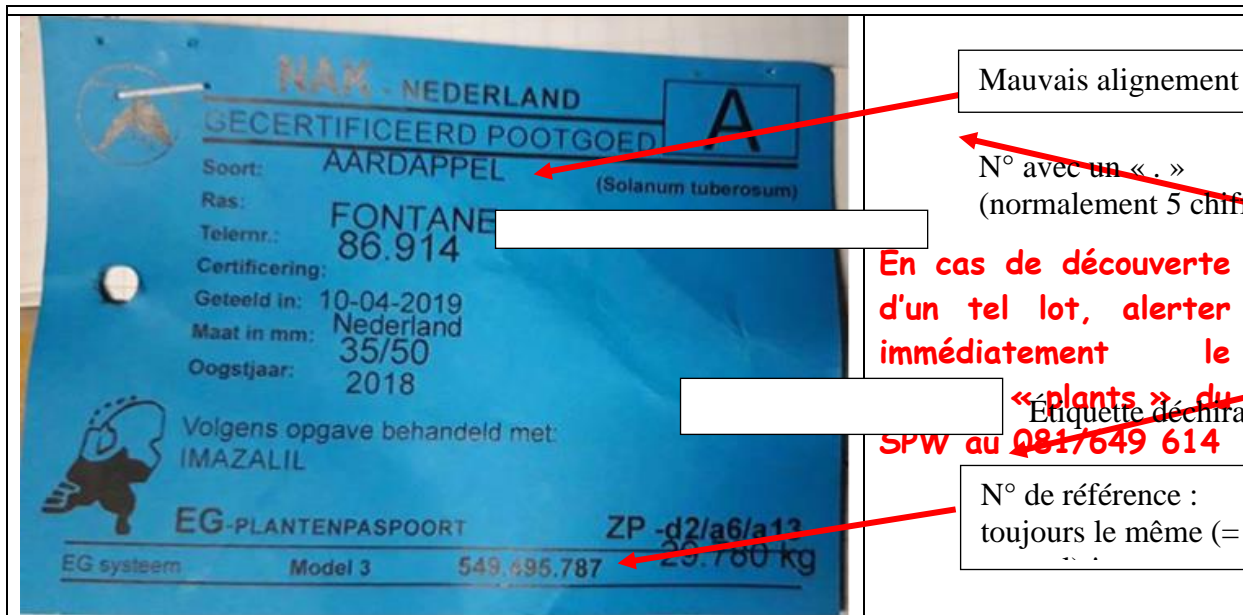 NAK - NEDERLAND
GECERTIFICEERD POOTGOED
A
Soort: AARDAPPEL
(Solanum tuberosum)
Ras: FONTANE
Telernr.: 86.914
Certificering:
Geteeld in: 10-04-2019
Maat in mm: Nederland
35/50
Oogstjaar: 2018
Volgens opgave behandeld met:
IMAZALIL
EG-PLANTENPASPOORT ZP -d2/a6/a13
29.780 kg
EG systeem Model 3 549.495.787
Mauvais alignement
N° avec un « . »
(normalement 5
En cas de découverte
d'un tel lot, alerter
immédiatement le
« plants » du
Étiquette
SPW au 081/649 614
N° de référence :
toujours le même (=